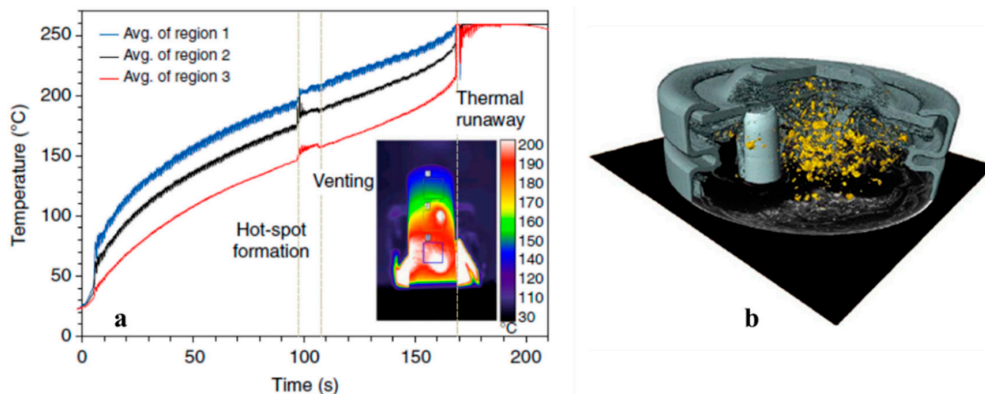 250
200
150
100
50
0
Temperature (°C)
Avg. of region 1
Avg. of region 2
Avg. of region 3
Hot-spot
formation
Venting
Thermal
runaway
200
190
180
170
160
150
140
130
120
110
30
°C
a
0
50
100
150
200
Time (s)
b